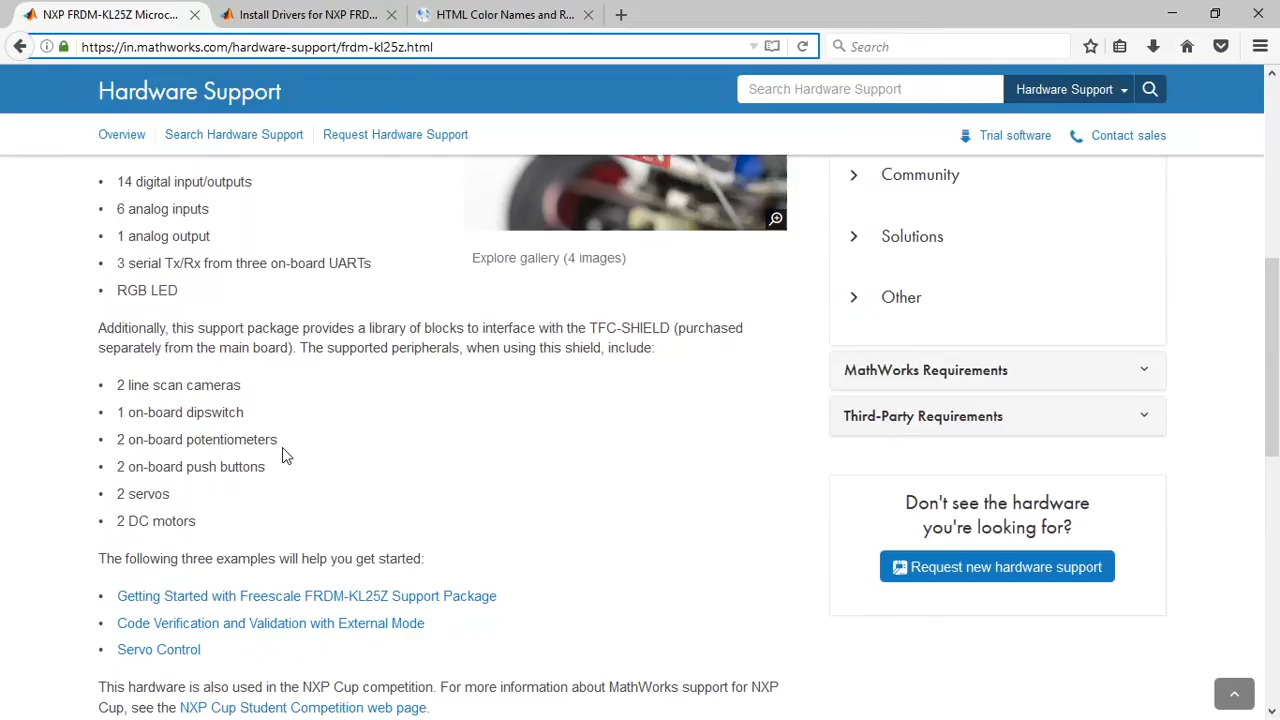 NXP FRDM-KL25Z Microc...
Install Drivers for NXP FRD...
HTML Color Names and R...
https://in.mathworks.com/hardware-support/frdm-kl25z.html
Search
Hardware Support
Search Hardware Support
Hardware Support
Overview
Search Hardware Support
Request Hardware Support
Trial software
Contact sales
• 14 digital input/outputs
• 6 analog inputs
• 1 analog output
• 3 serial Tx/Rx from three on-board UARTs
• RGB LED
Explore gallery (4 images)
Additionally, this support package provides a library of blocks to interface with the TFC-SHIELD (purchased
separately from the main board). The supported peripherals, when using this shield, include:
• 2 line scan cameras
• 1 on-board dipswitch
• 2 on-board potentiometers
• 2 on-board push buttons
• 2 servos
• 2 DC motors
The following three examples will help you get started:
• Getting Started with Freescale FRDM-KL25Z Support Package
• Code Verification and Validation with External Mode
• Servo Control
This hardware is also used in the NXP Cup competition. For more information about MathWorks support for NXP
Cup, see the NXP Cup Student Competition web page.
Community
Solutions
Other
MathWorks Requirements
Third-Party Requirements
Don't see the hardware
you're looking for?
Request new hardware support